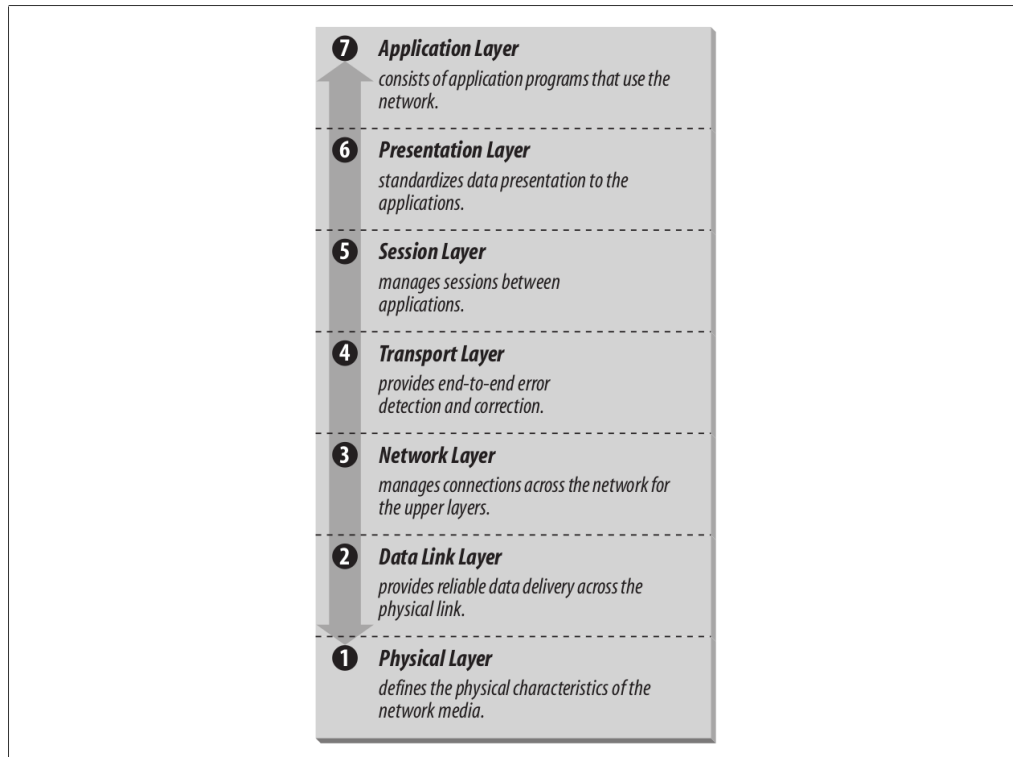 7 Application Layer
consists of application programs that use the
network.
6 Presentation Layer
standardizes data presentation to the
applications.
5 Session Layer
manages sessions between
applications.
4 Transport Layer
provides end-to-end error
detection and correction.
3 Network Layer
manages connections across the network for
the upper layers.
2 Data Link Layer
provides reliable data delivery across the
physical link.
1 Physical Layer
defines the physical characteristics of the
network media.